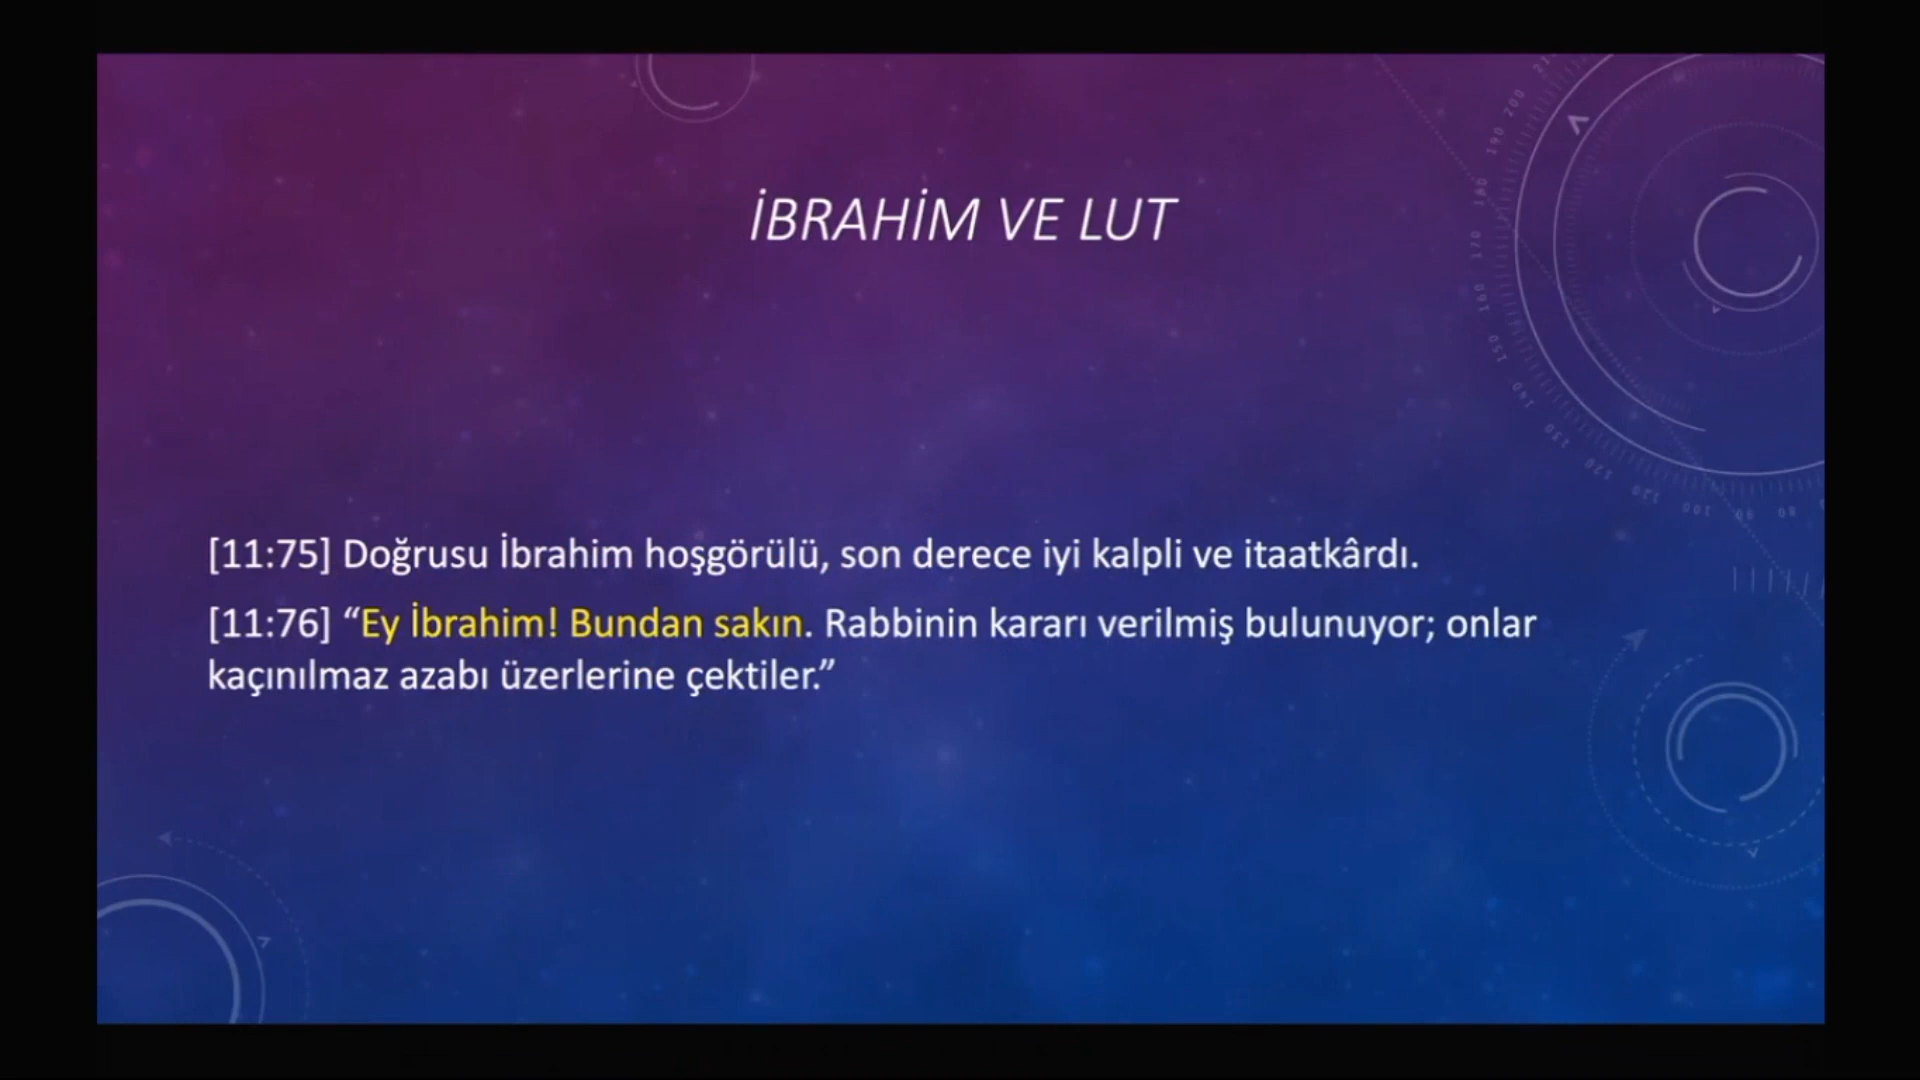 İBRAHİM VE LUT
[11:75] Doğrusu İbrahim hoşgörülü, son derece iyi kalpli ve itaatkârdı.
[11:76] “Ey İbrahim! Bundan sakın. Rabbinin kararı verilmiş bulunuyor; onlar
kaçınılmaz azabı üzerlerine çektiler.”